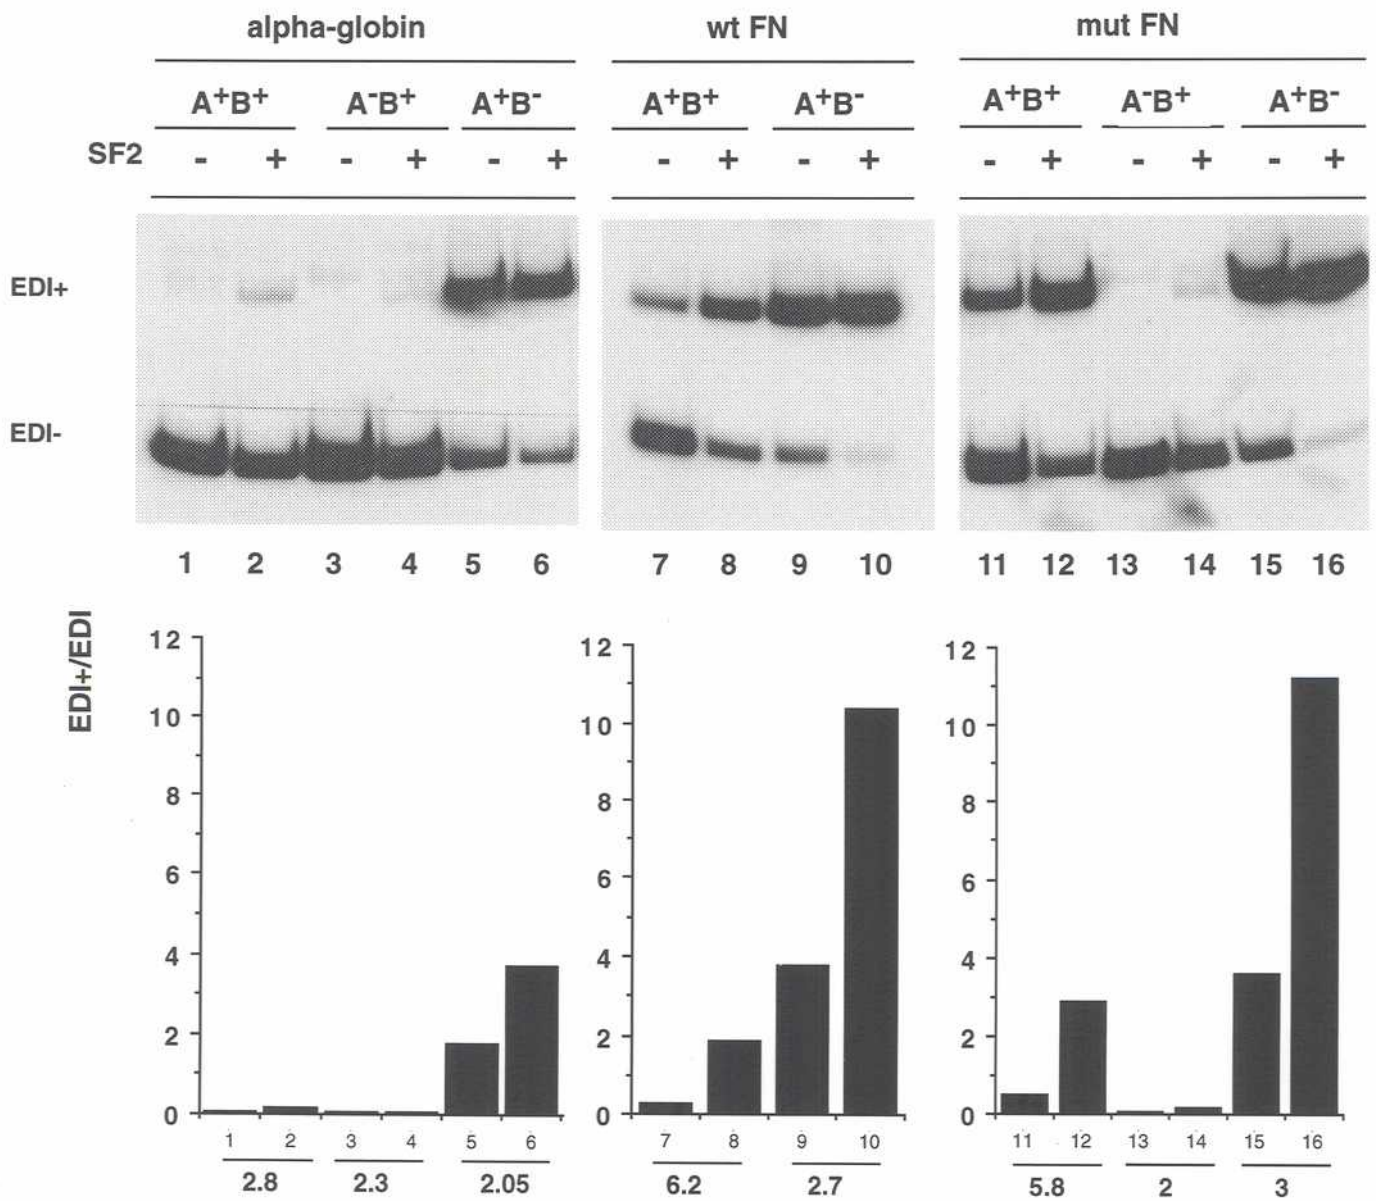 alpha-globin wt FN mut FN
A+B+ A-B+ A+B- A+B+ A+B- A+B+ A-B+ A+B-
SF2 - + - + - + - + - + - + - + - +
EDI+
EDI-
1 2 3 4 5 6 7 8 9 10 11 12 13 14 15 16
EDI+/EDI
12 12 12
10 10 10
8 8 8
6 6 6
4 4 4
2 2 2
0 0 0
1 2 3 4 5 6 7 8 9 10 11 12 13 14 15 16
2.8 2.3 2.05 6.2 2.7 5.8 2 3